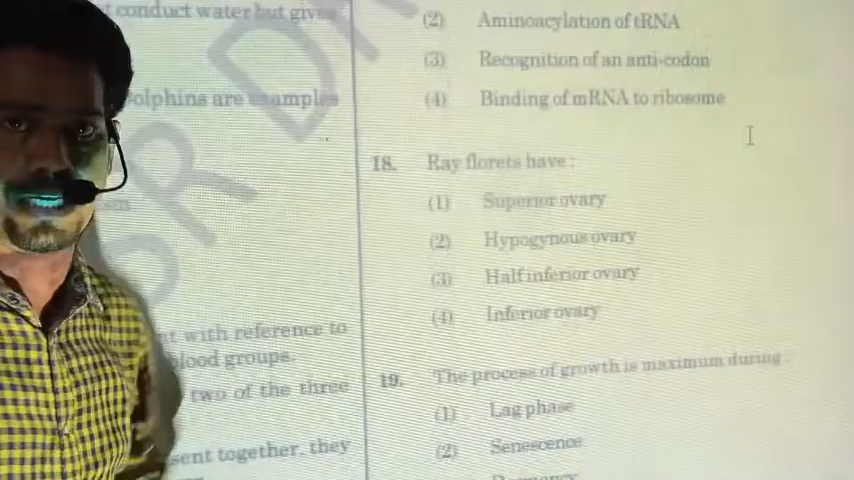 conduct water but gives
Dolphins are examples
with reference to
blood groups.
two of the three
sent together, they
(2) Aminoacylation of tRNA
(3) Recognition of an anti-codon
(4) Binding of mRNA to ribosome
18. Ray florets have :
(1) Superior ovary
(2) Hypogynous ovary
(3) Half inferior ovary
(4) Inferior ovary
19. The process of growth is maximum during :
(1) Lag phase
(2) Senescence